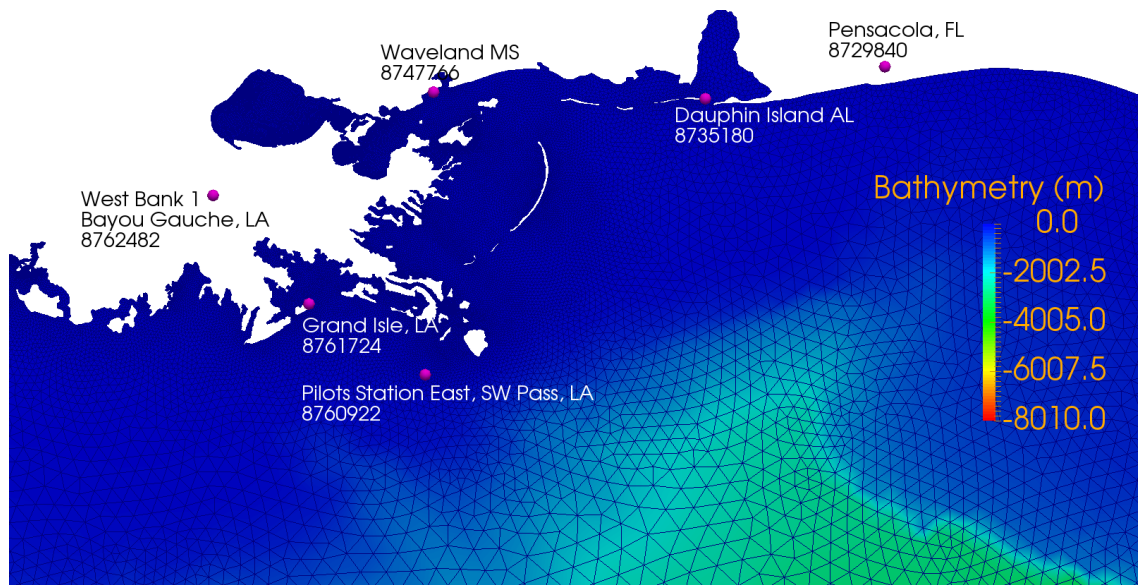 Pensacola, FL
8729840
Waveland MS
8747766
Dauphin Island AL
8735180
West Bank 1
Bayou Gauche, LA
8762482
Bathymetry (m)
0.0
-2002.5
-4005.0
-6007.5
-8010.0
Grand Isle, LA
8761724
Pilots Station East, SW Pass, LA
8760922